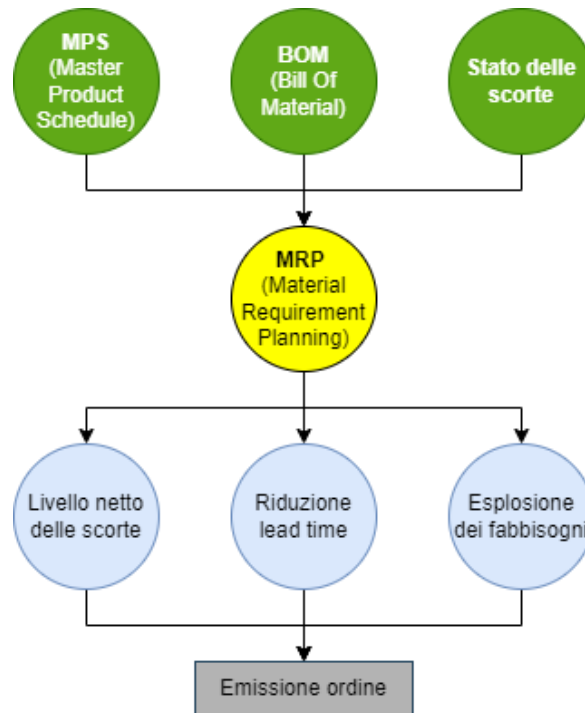 MPS
(Master
Product
Schedule)
BOM
(Bill Of
Material)
Stato delle
scorte
MRP
(Material
Requirement
Planning)
Livello netto
delle scorte
Riduzione
lead time
Esplosione
dei fabbisogni
Emissione ordine